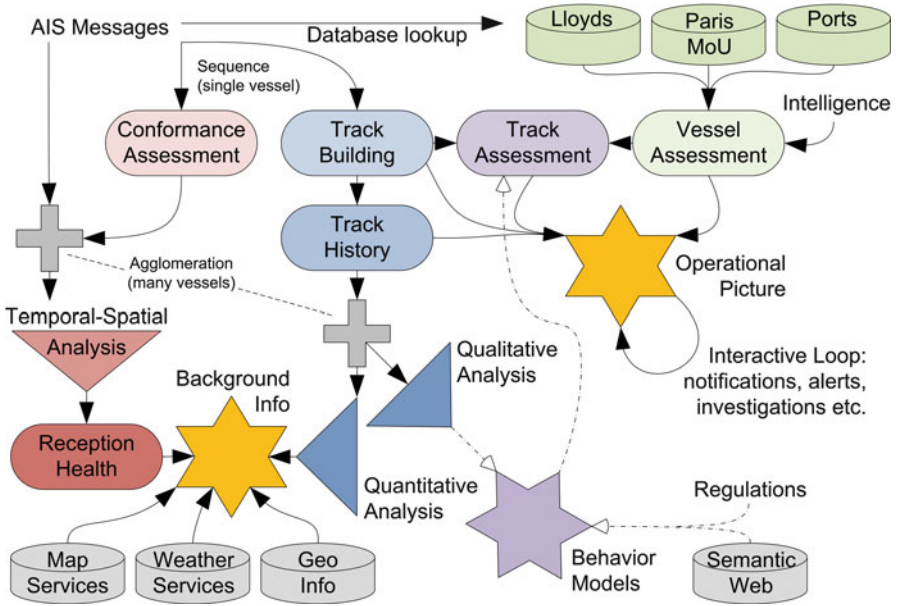 AIS Messages
Database lookup
Lloyds
Paris
MoU
Ports
Sequence
(single vessel)
Intelligence
Conformance
Assessment
Track
Building
Track
Assessment
Vessel
Assessment
Track
History
Agglomeration
(many vessels)
Operational
Picture
Temporal-Spatial
Analysis
Qualitative
Analysis
Interactive Loop:
notifications, alerts,
investigations etc.
Background
Info
Reception
Health
Quantitative
Analysis
Regulations
Map
Services
Weather
Services
Geo
Info
Behavior
Models
Semantic
Web